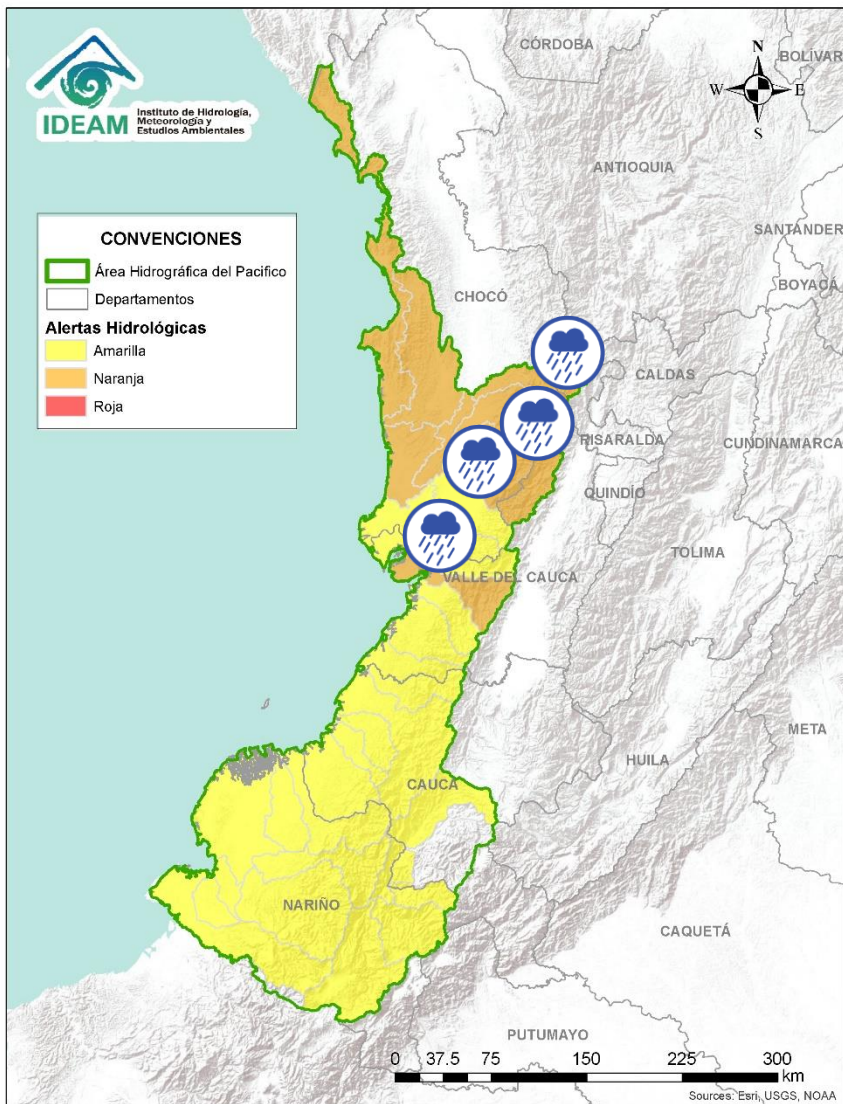 IDEAM
Instituto de Hidrología,
Meteorología y
Estudios Ambientales
CONVENCIONES
Área Hidrográfica del Pacifico
Departamentos
Alertas Hidrológicas
Amarilla
Naranja
Roja
N
W
E
S
CÓRDOBA
BOLÍVAR
ANTIOQUIA
SANTANDER
BOYACÁ
CHOCÓ
CALDAS
RISARALDA
CUNDINAMARCA
QUINDÍO
TOLIMA
VALLE DEL CAUCA
META
HUILA
CAUCA
NARIÑO
CAQUETÁ
PUTUMAYO
0 37.5 75 150 225 300
km
Sources: Esri, USGS, NOAA